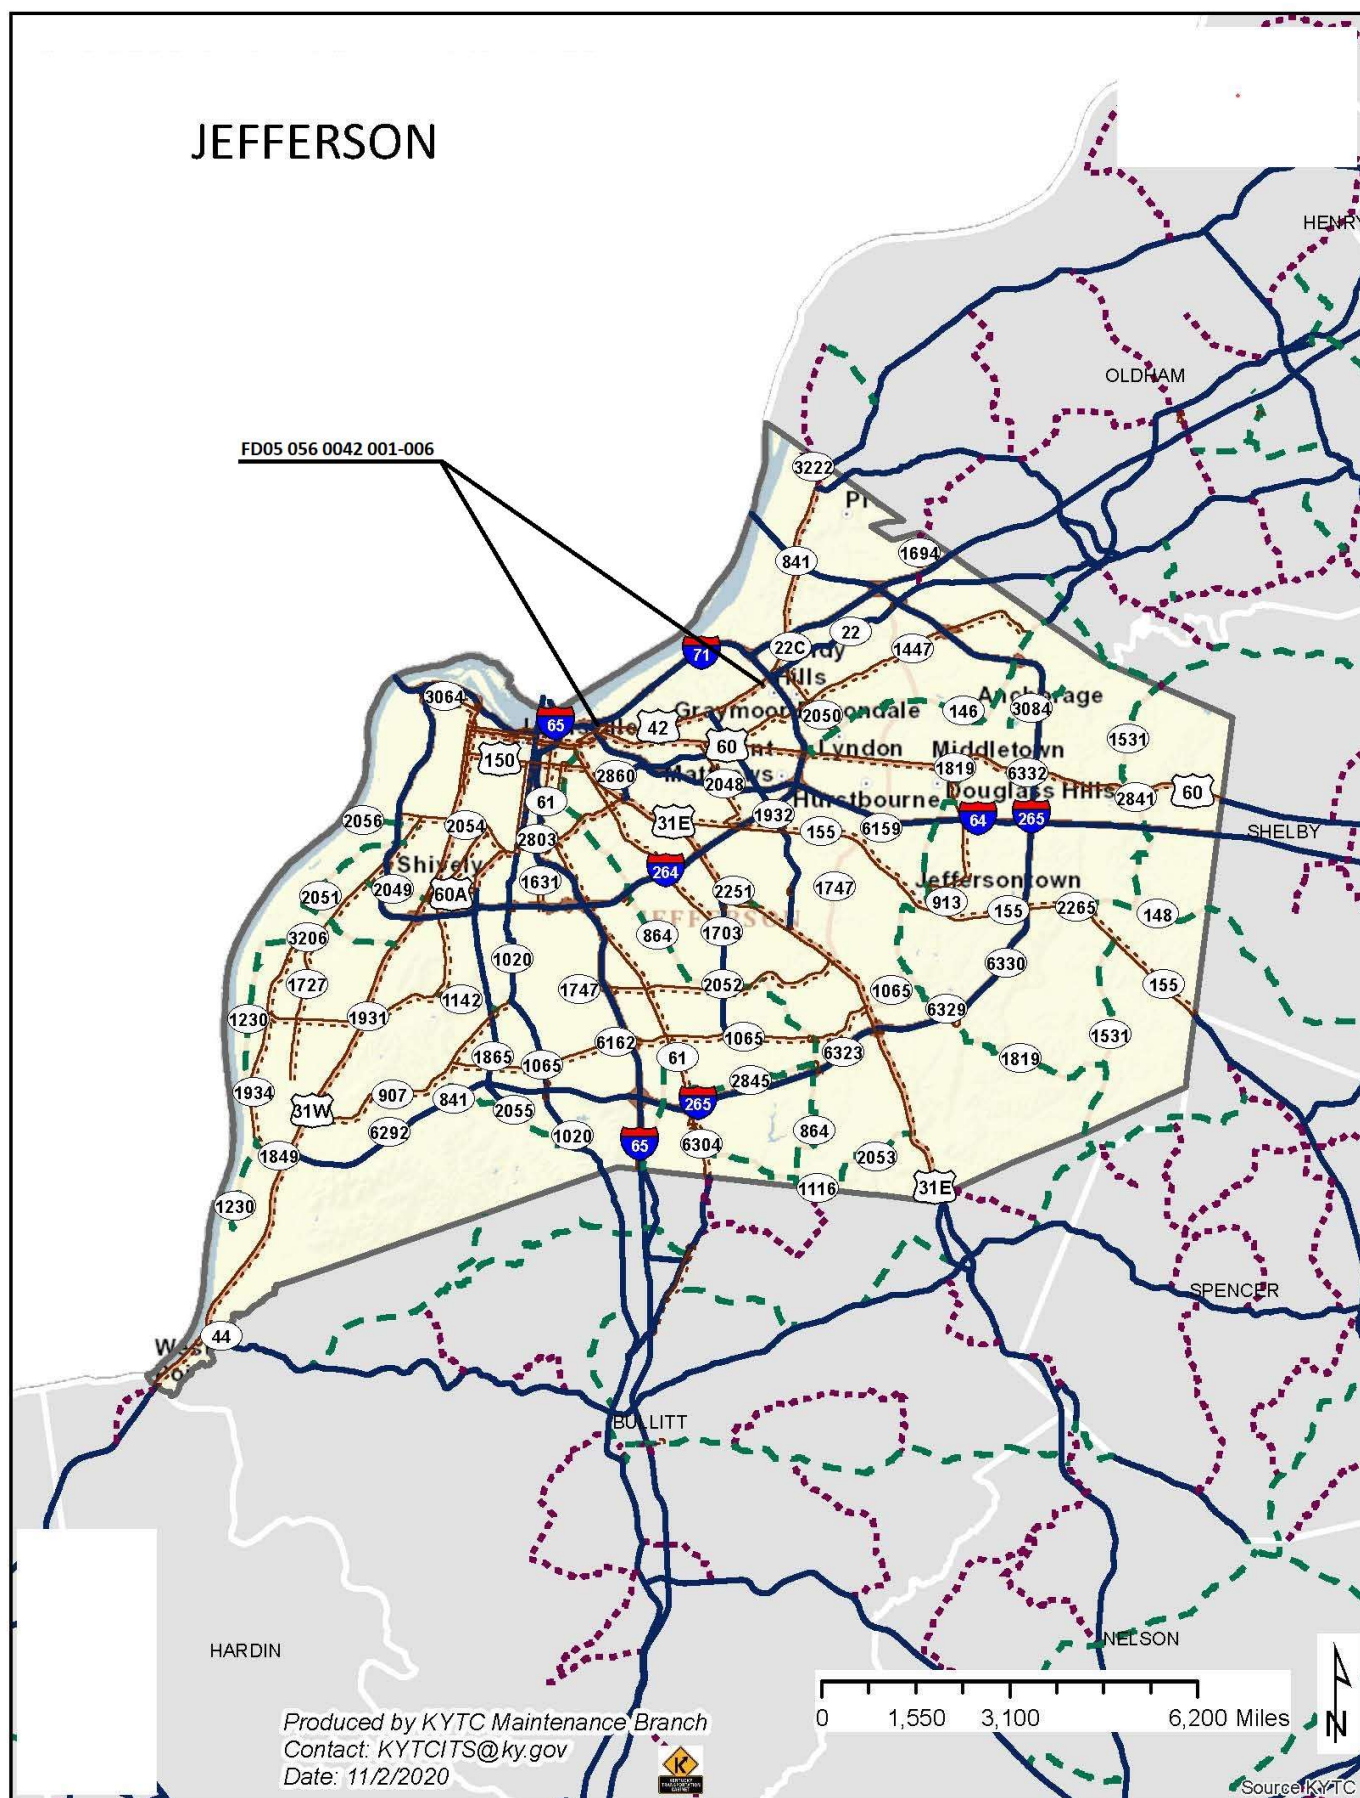 JEFFERSON
HENRY
OLDHAM
FD05 056 0042 001-006
3222
841
1694
71
22C
22
1447
Hills
3064
65
42
2050
146
Anchorage
3084
1531
150
60
Lyndon
Middletown
2860
2048
1819
6332
Douglass Hills
2841
60
61
Hurstbourne
2056
2054
31E
1932
155
6159
64
265
SHELBY
2803
Shively
264
Jeffersontown
2051
2049
60A
1631
2251
1747
913
155
2265
148
JEFFERSON
3206
864
1703
1020
6330
1727
1747
2052
1065
155
1142
1230
1931
6329
6162
1065
1531
1865
1065
61
6323
1819
1934
907
841
2845
31W
2055
265
6292
1020
65
6304
864
2053
1849
1116
31E
1230
SPENCER
44
West
BULLITT
HARDIN
NELSON
0 1,550 3,100 6,200 Miles
N
Produced by KYTC Maintenance Branch
Contact: KYTCITS@ky.gov
Date: 11/2/2020
K
KENTUCKY
TRANSPORTATION
CABINET
Source:KYTC